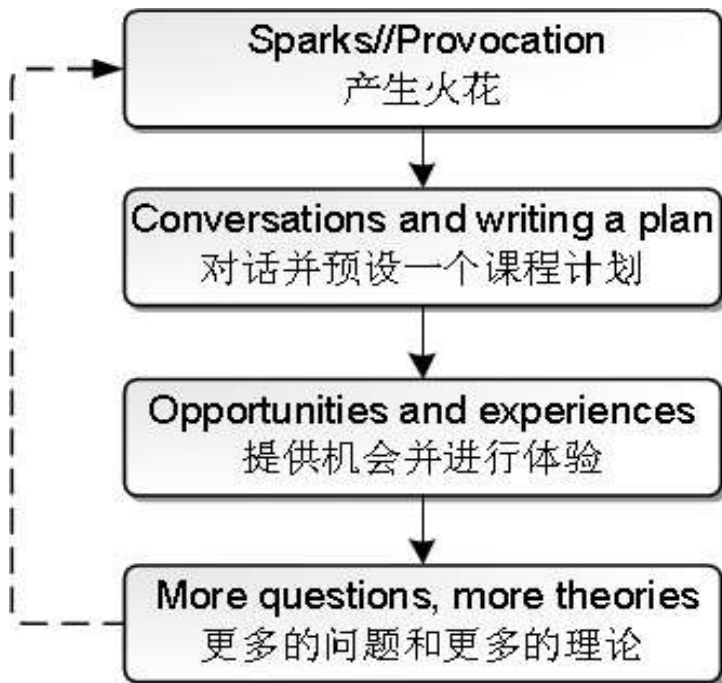 Sparks//Provocation
产生火花
Conversations and writing a plan
对话并预设一个课程计划
Opportunities and experiences
提供机会并进行体验
More questions, more theories
更多的问题和更多的理论